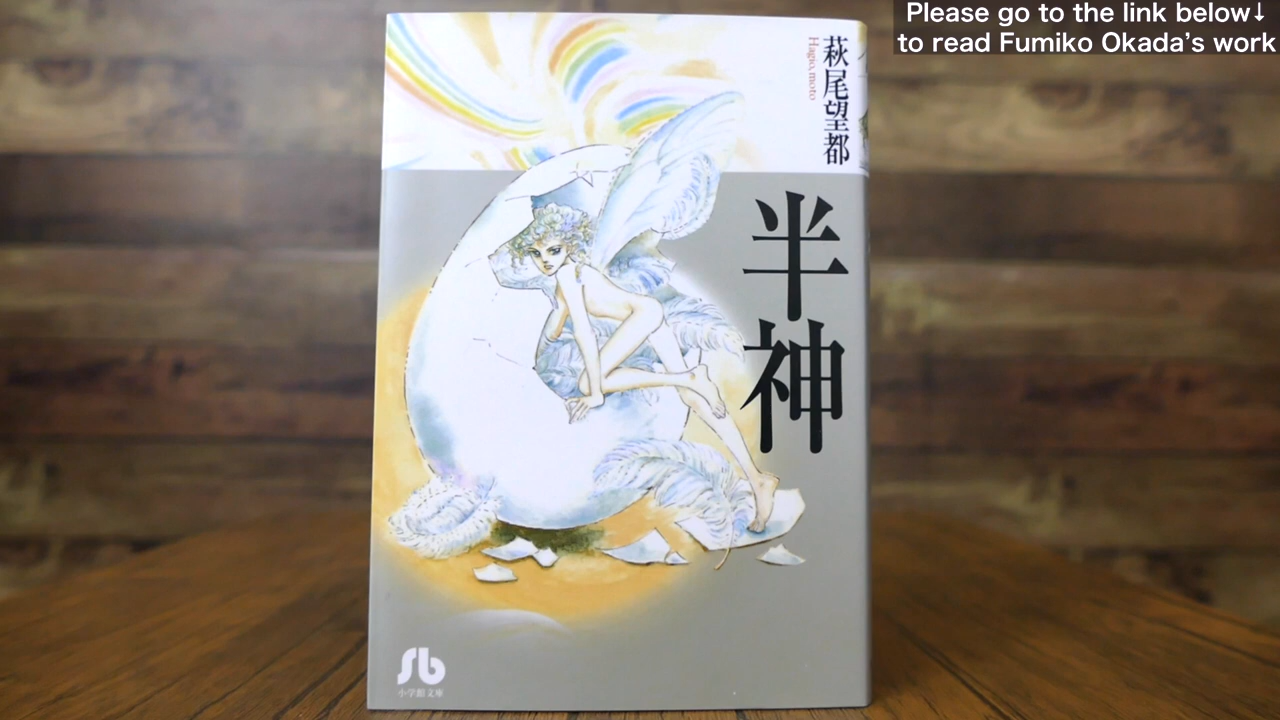 Please go to the link below↓
to read Fumiko Okada's work
萩尾望都
Hagio, moto
半神
sb
小学館文庫